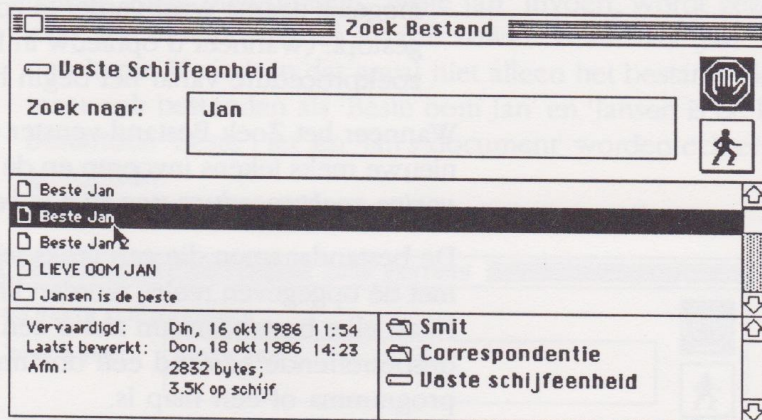 Zoek Bestand
Vaste Schijfeenheid
Zoek naar: Jan
Beste Jan
Beste Jan
Beste Jan 2
LIEVE OOM JAN
Jansen is de beste
Vervaardigd: Din, 16 okt 1986 11:54
Laatst bewerkt: Don, 18 okt 1986 14:23
Afm: 2832 bytes;
3.5K op schijf
Smit
Correspondentie
Vaste schijfeenheid